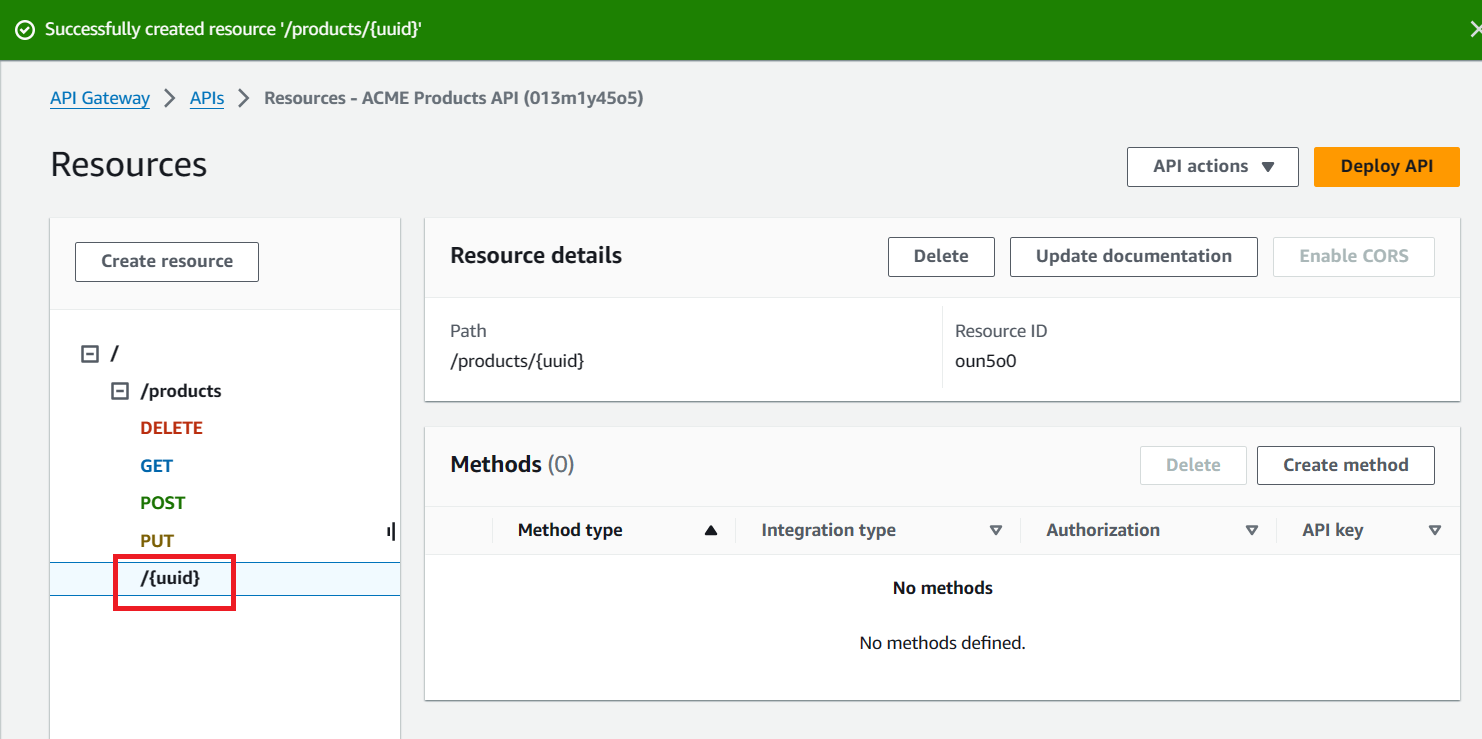 Successfully created resource '/products/{uuid}'
API Gateway > APIs > Resources - ACME Products API (013m1y45o5)
Resources
API actions
Deploy API
Create resource
/
/products
DELETE
GET
POST
PUT
/{uuid}
Resource details
Delete
Update documentation
Enable CORS
Path
/products/{uuid}
Resource ID
oun5o0
Methods (0)
Delete
Create method
Method type
Integration type
Authorization
API key
No methods
No methods defined.